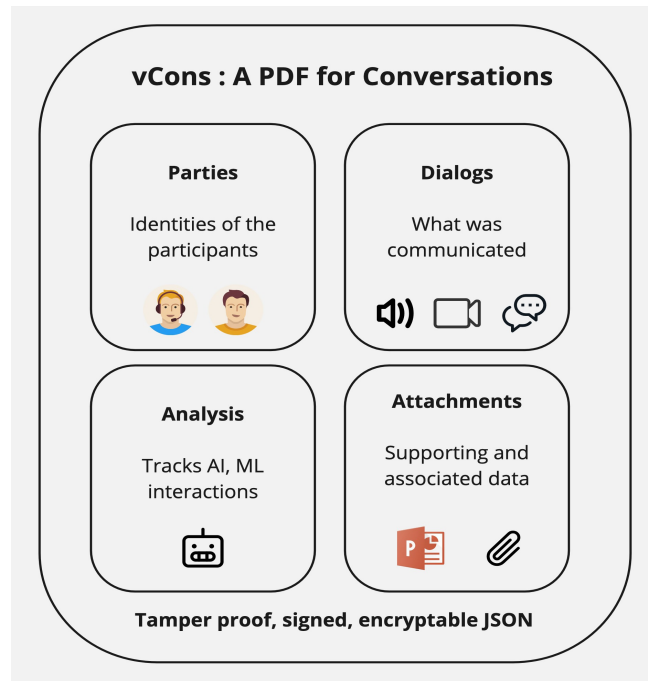 vCons : A PDF for Conversations
Parties
Identities of the
participants
Dialogs
What was
communicated
Analysis
Tracks AI, ML
interactions
Attachments
Supporting and
associated data
P
Tamper proof, signed, encryptable JSON